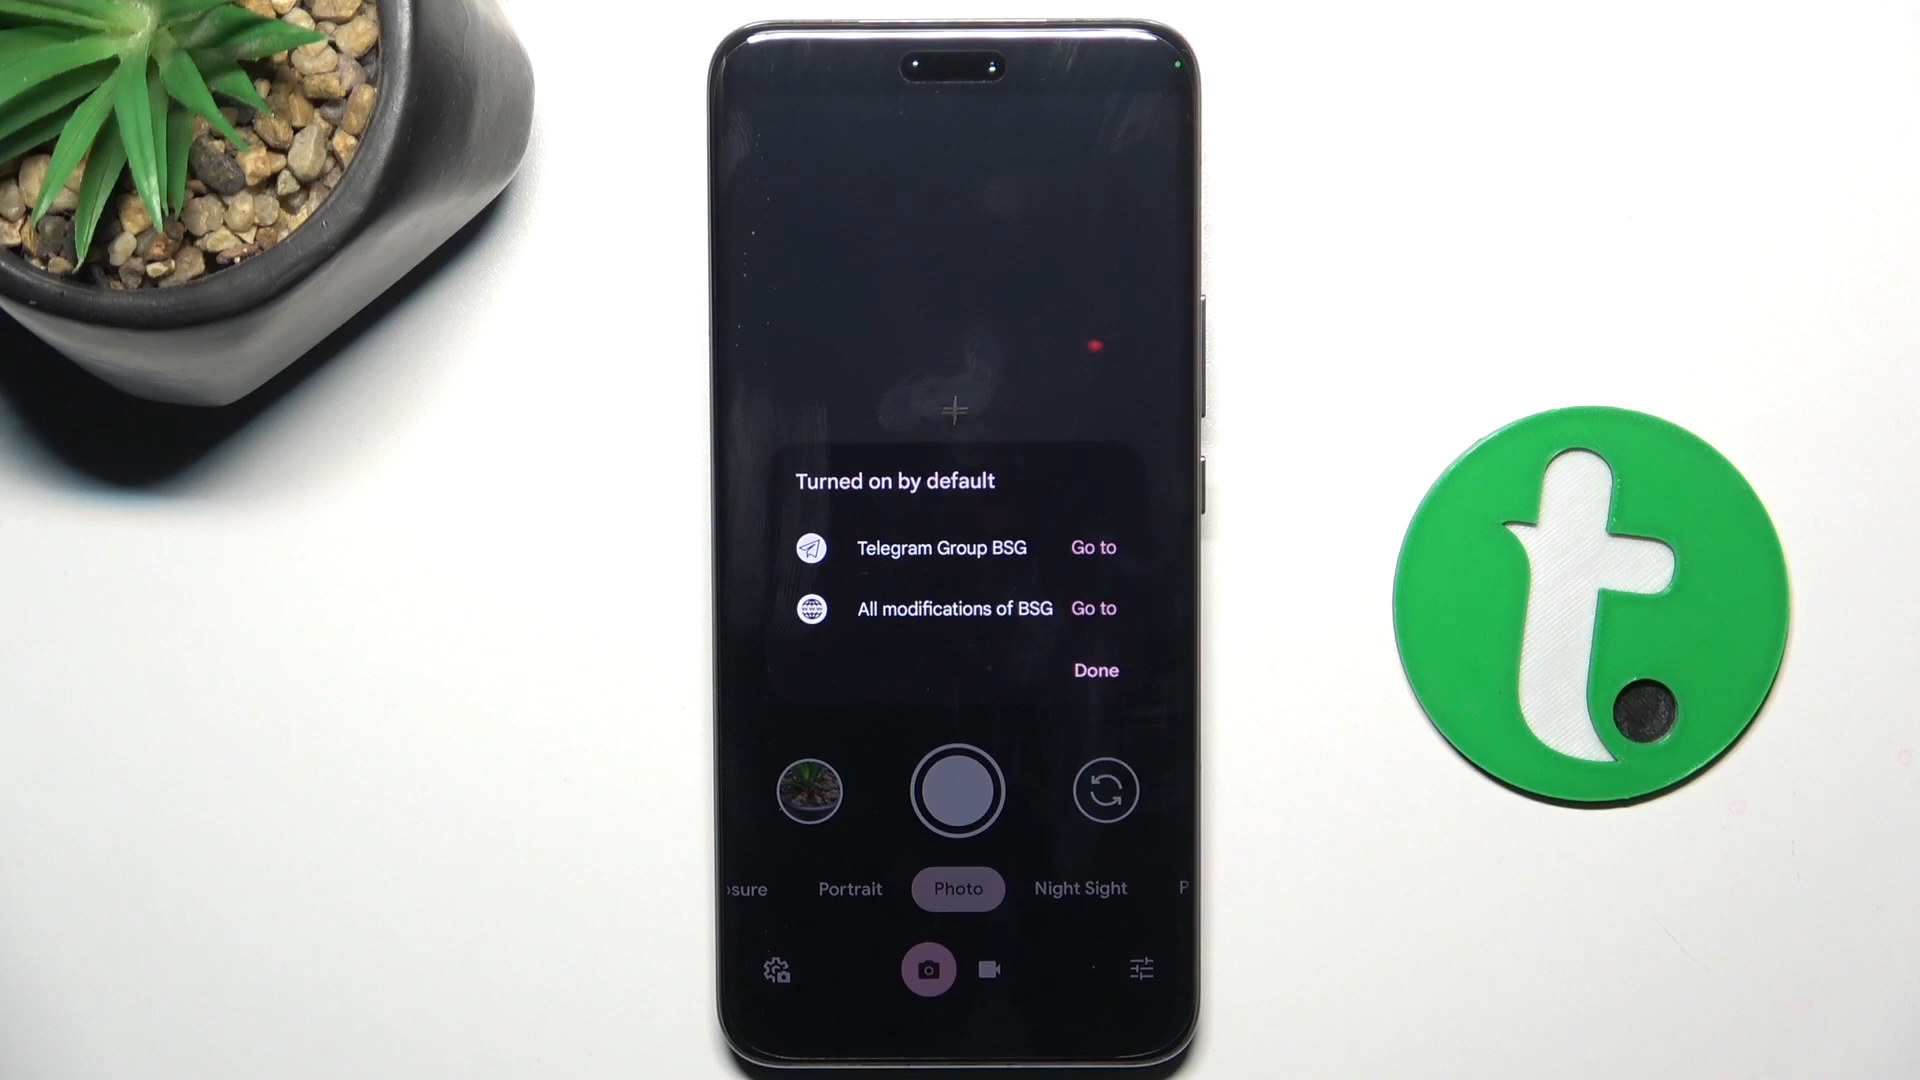 Turned on by default
Telegram Group BSG Go to
All modifications of BSG Go to
Done
osure Portrait Photo Night Sight P
t.